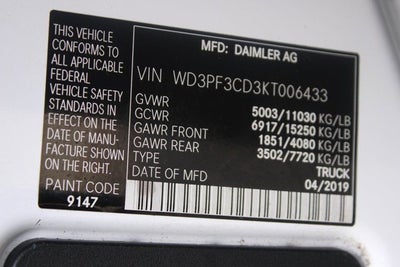 THIS VEHICLE
CONFORMS TO
ALL APPLICABLE
FEDERAL
VEHICLE SAFETY
STANDARDS IN
EFFECT ON THE
DATE OF MANU-
FACTURE SHOWN
ON THE RIGHT.
PAINT CODE
9147
MFD: DAIMLER AG
VIN WD3PF3CD3KT006433
GVWR 5003/11030 KG/LB
GCWR 6917/15250 KG/LB
GAWR FRONT 1851/4080 KG/LB
GAWR REAR 3502/7720 KG/LB
TYPE TRUCK
DATE OF MFD 04/2019